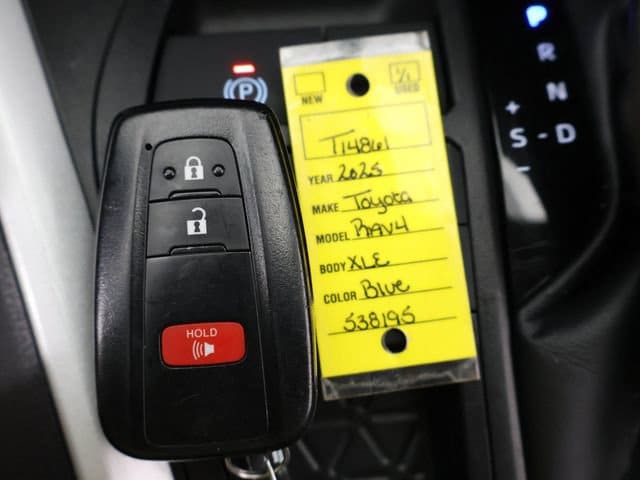 P
R
N
+
S - D
–
(P)
NEW
USED
T14861
YEAR 2025
MAKE Toyota
MODEL RAV4
BODY XLE
COLOR Blue
538195
HOLD